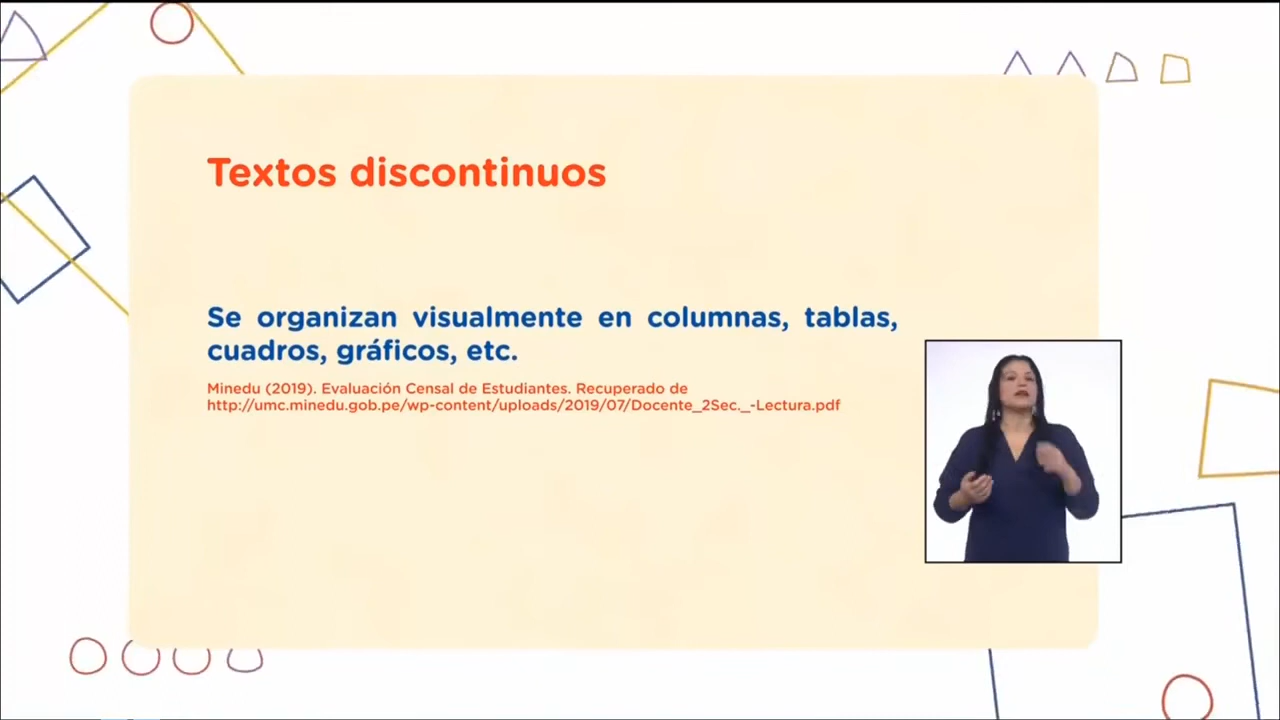 Textos discontinuos
Se organizan visualmente en columnas, tablas,
cuadros, gráficos, etc.
Minedu (2019). Evaluación Censal de Estudiantes. Recuperado de
http://umc.minedu.gob.pe/wp-content/uploads/2019/07/Docente_2Sec._-Lectura.pdf